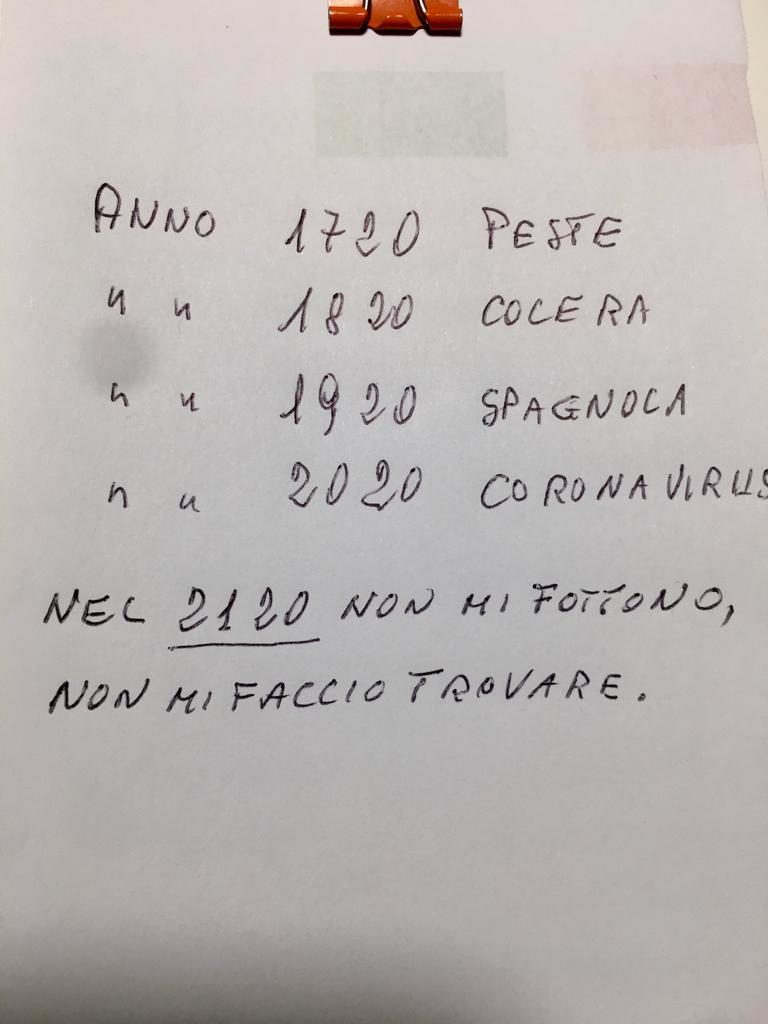 ANNO 1720 PESTE
" " 1820 COLERA
" " 1920 SPAGNOLA
" " 2020 CORONAVIRUS
NEL 2120 NON MI FOTTONO,
NON MI FACCIO TROVARE.